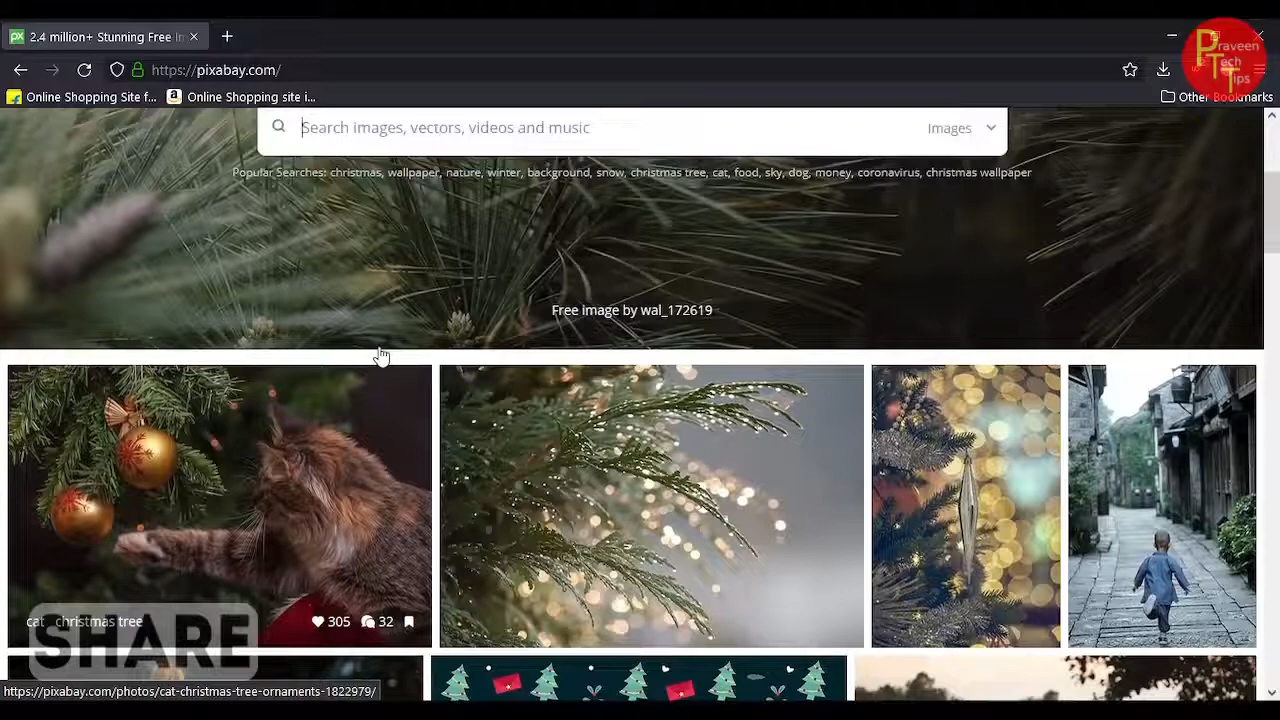 px 2.4 million+ Stunning Free Im
https://pixabay.com/
Praveen
Tech
Tips
Online Shopping Site f... Online Shopping site i... Other Bookmarks
Search images, vectors, videos and music Images
Popular Searches: christmas, wallpaper, nature, winter, background, snow, christmas tree, cat, food, sky, dog, money, coronavirus, christmas wallpaper
Free image by wal_172619
cat christmas tree 305 32
SHARE
https://pixabay.com/photos/cat-christmas-tree-ornaments-1822979/